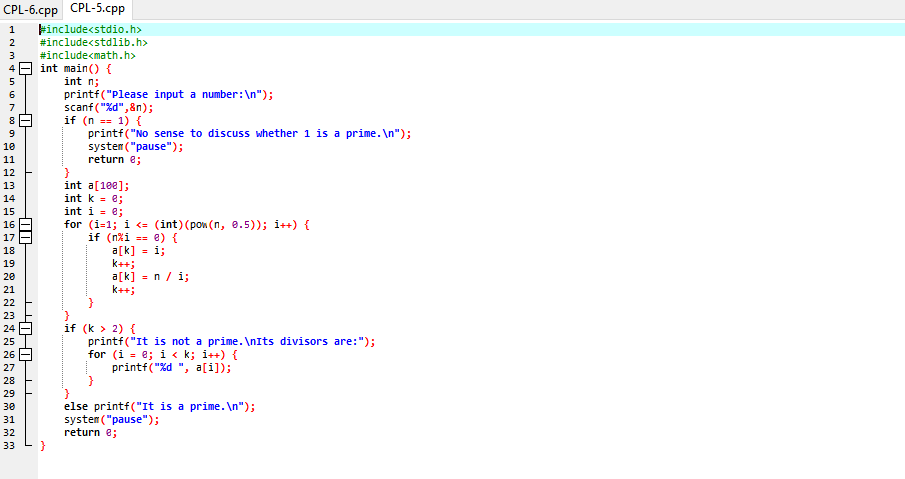 CPL-6.cpp CPL-5.cpp
1 #include<stdio.h>
2 #include<stdlib.h>
3 #include<math.h>
4 int main() {
5 int n;
6 printf("Please input a number:\n");
7 scanf("%d",&n);
8 if (n == 1) {
9 printf("No sense to discuss whether 1 is a prime.\n");
10 system("pause");
11 return 0;
12 }
13 int a[100];
14 int k = 0;
15 int i = 0;
16 for (i=1; i <= (int)(pow(n, 0.5)); i++) {
17 if (n%i == 0) {
18 a[k] = i;
19 k++;
20 a[k] = n / i;
21 k++;
22 }
23 }
24 if (k > 2) {
25 printf("It is not a prime.\nIts divisors are:");
26 for (i = 0; i < k; i++) {
27 printf("%d ", a[i]);
28 }
29 }
30 else printf("It is a prime.\n");
31 system("pause");
32 return 0;
33 }